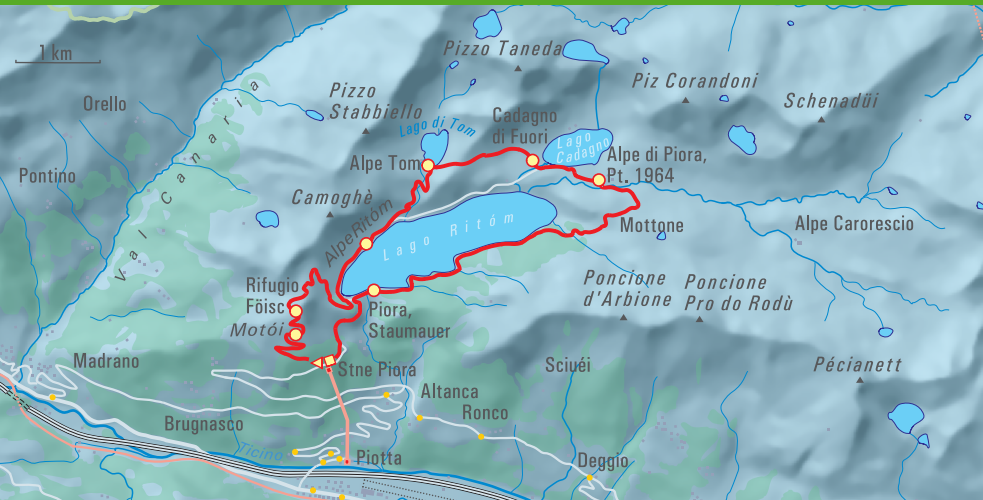 1 km
Pizzo Taneda
Piz Corandoni
Pizzo
Stabbiello
Schenadüi
Orello
Lago di Tom
Cadagno
di Fuori
Lago
Cadagno
Val Canaria
Alpe Tom
Alpe di Piora,
Pt. 1964
Pontino
Camoghè
Alpe Ritóm
Lago Ritóm
Mottone
Alpe Carorescio
Rifugio
Föisc
Motói
Piora,
Staumauer
Poncione
d'Arbione
Poncione
Pro do Rodù
Madrano
Stne Piora
Sciuéi
Pécianett
Altanca
Ronco
Brugnasco
Ticino
Piotta
Deggio